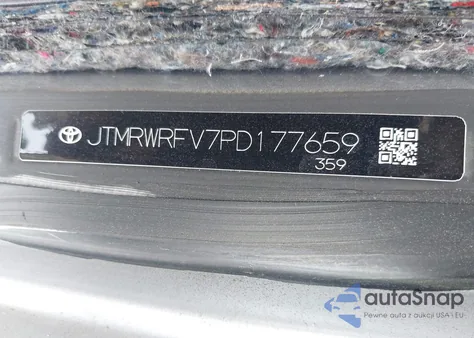 JTMRWRFV7PD177659
359
autoSnap
Pewne auta z aukcji USA i EU